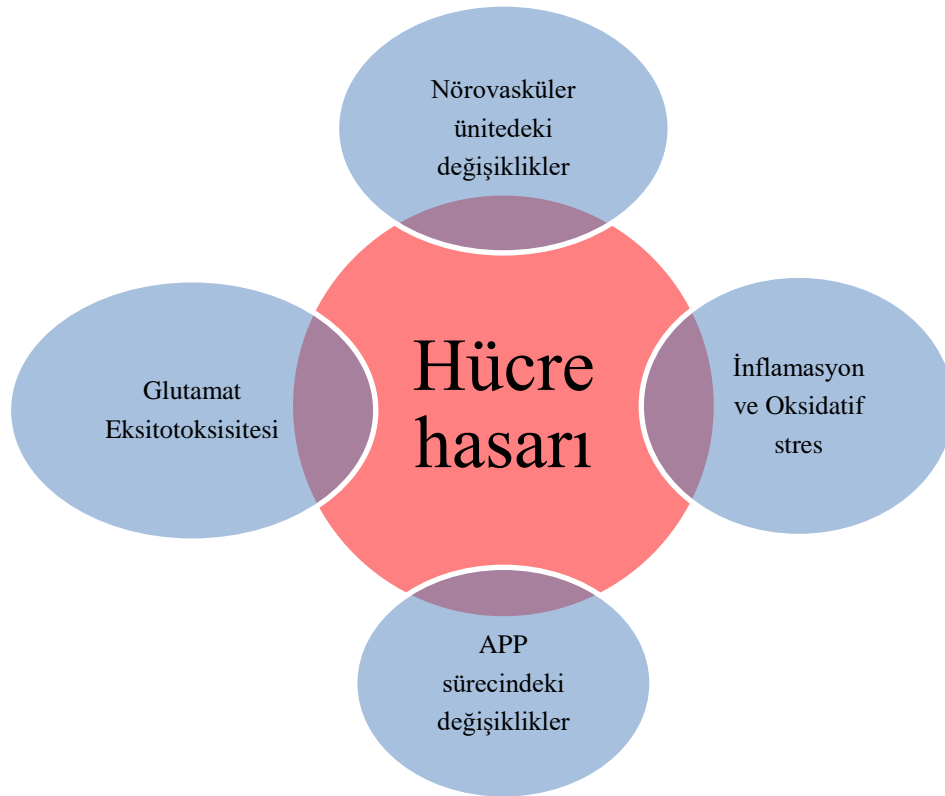 Nörovasküler
ünitedeki
değişiklikler
Glutamat
Eksitotoksisitesi
Hücre
hasarı
İnflamasyon
ve Oksidatif
stres
APP
sürecindeki
değişiklikler